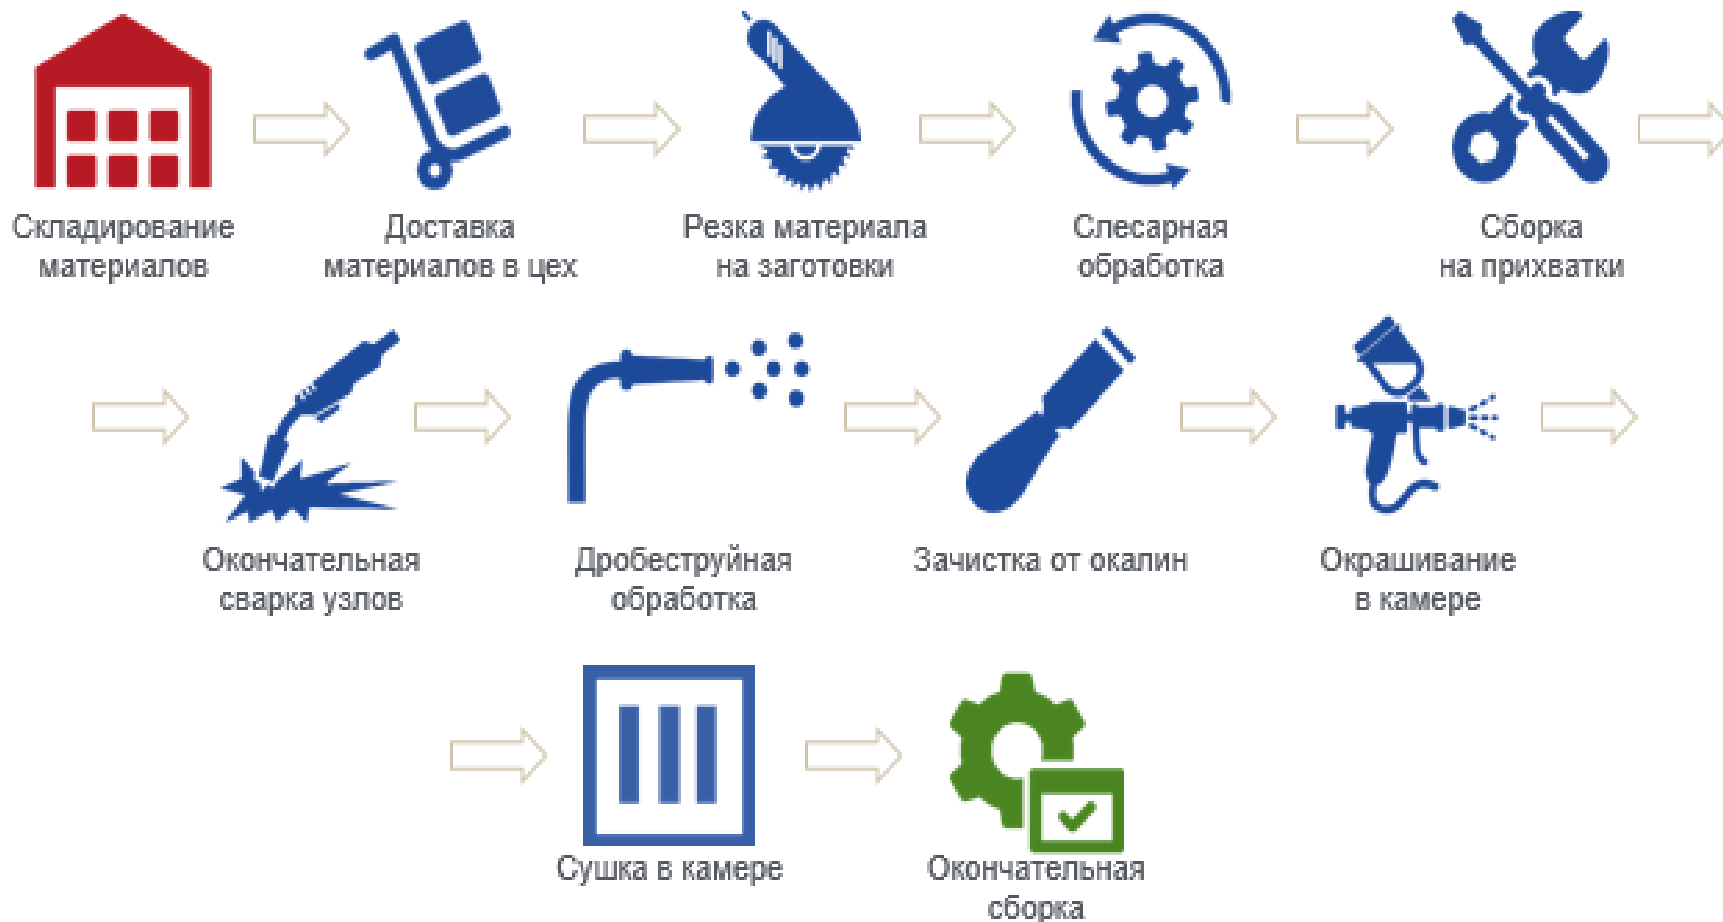 Складирование
материалов
Доставка
материалов в цех
Резка материала
на заготовки
Слесарная
обработка
Сборка
на прихватки
Окончательная
сварка узлов
Дробеструйная
обработка
Зачистка от окалин
Окрашивание
в камере
Сушка в камере
Окончательная
сборка